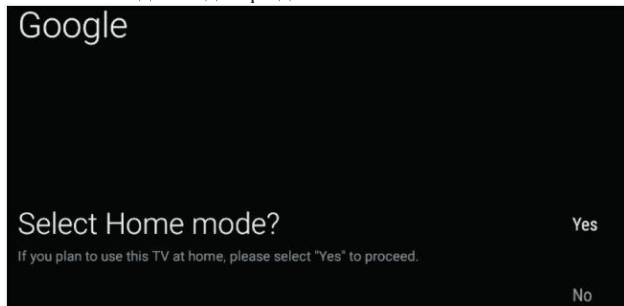 Google
Select Home mode?
Yes
If you plan to use this TV at home, please select "Yes" to proceed.
No